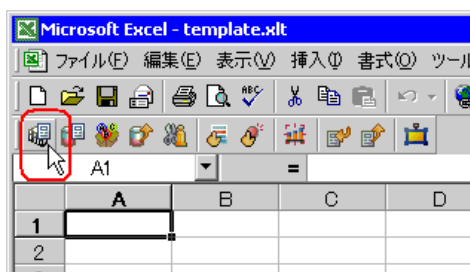 Microsoft Excel - template.xlt
ファイル(F) 編集(E) 表示(V) 挿入(I) 書式(O) ツール
ABC
A1 =
A B C D
1
2